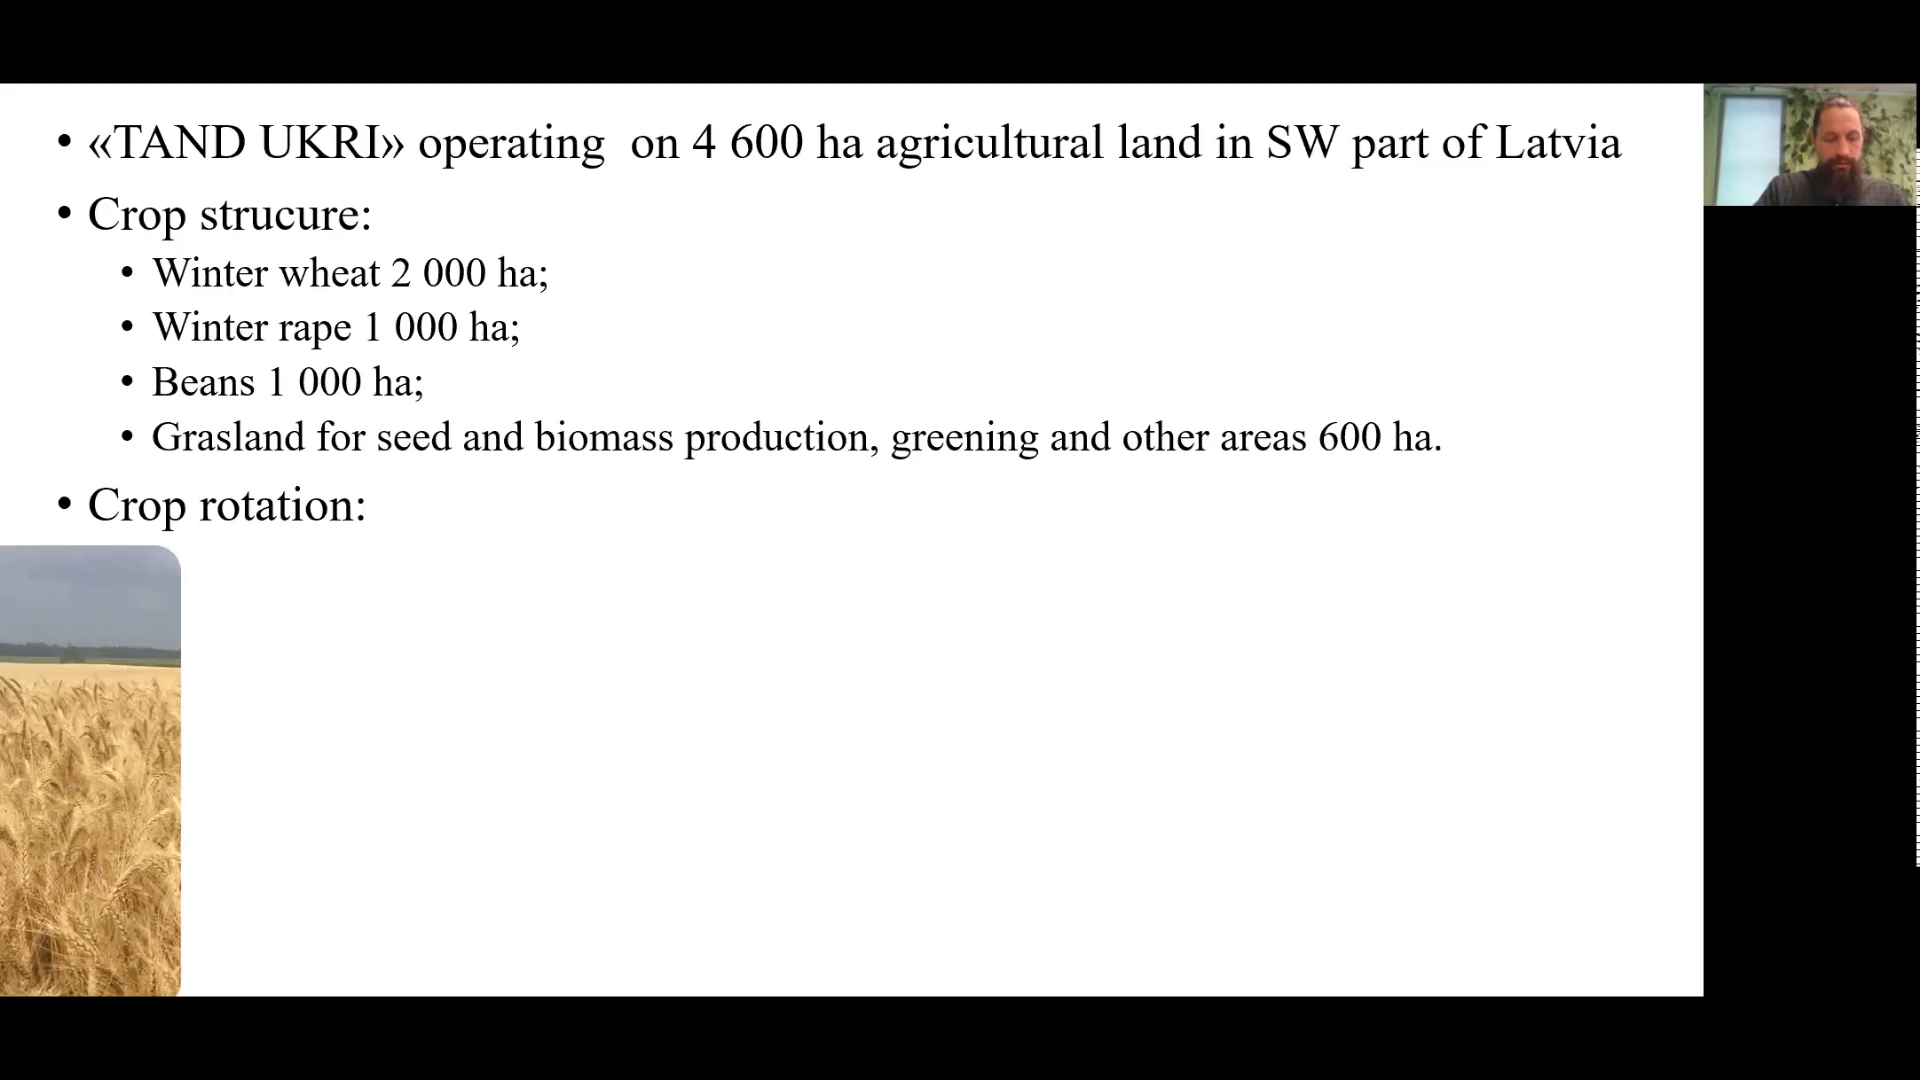 • «TAND UKRI» operating  on 4 600 ha agricultural land in SW part of Latvia
• Crop strucure:
• Winter wheat 2 000 ha;
• Winter rape 1 000 ha;
• Beans 1 000 ha;
• Grasland for seed and biomass production, greening and other areas 600 ha.
• Crop rotation: